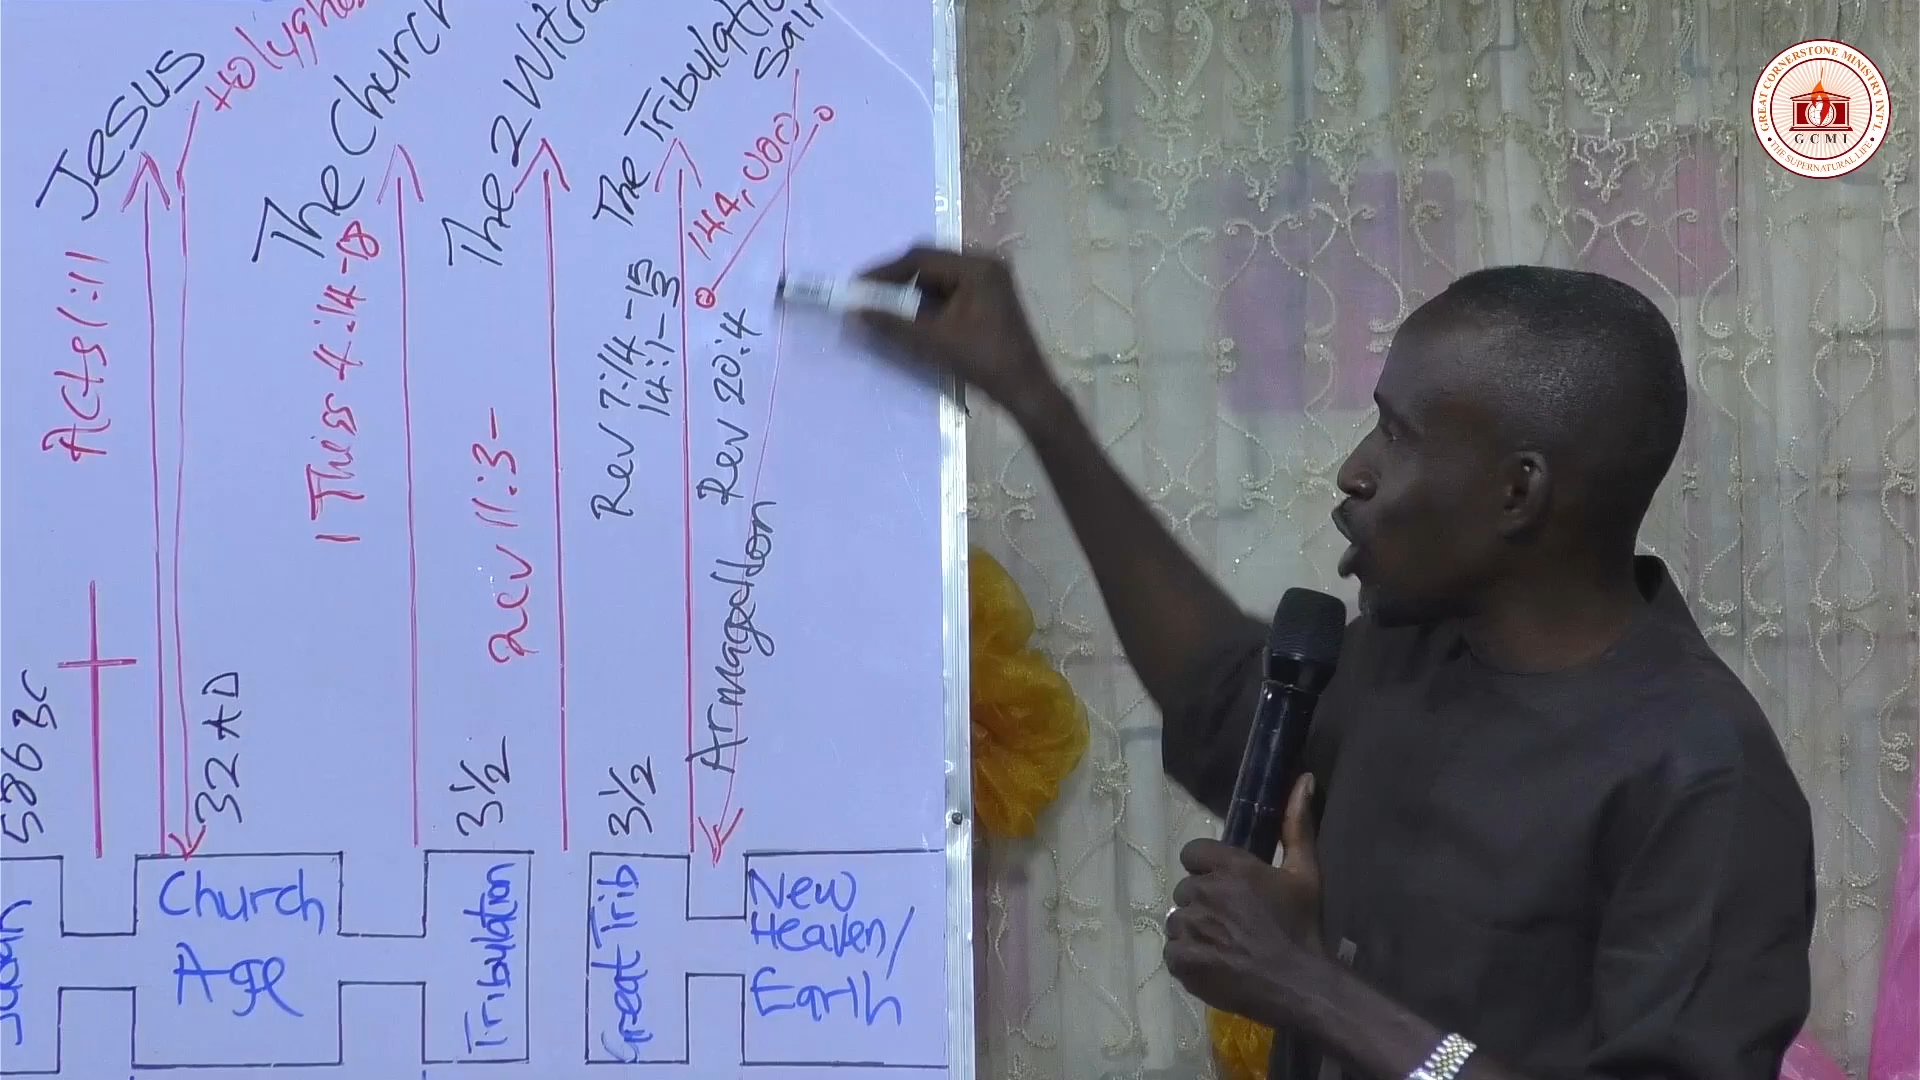 Jesus
Acts 1:11
586 BC
32 AD
The Church
1 Thess 4:14-18
The 2
Rev 11:3-
3½
The
Rev 7:14-15
14:1-3
144,000
Rev 20:4
3½
Armageddon
Church
Age
Tribulation
Great Trib
New
Heaven/
Earth
GREAT CORNERSTONE MINISTRY INT'L
GCMI
• THE SUPERNATURAL LIFE •